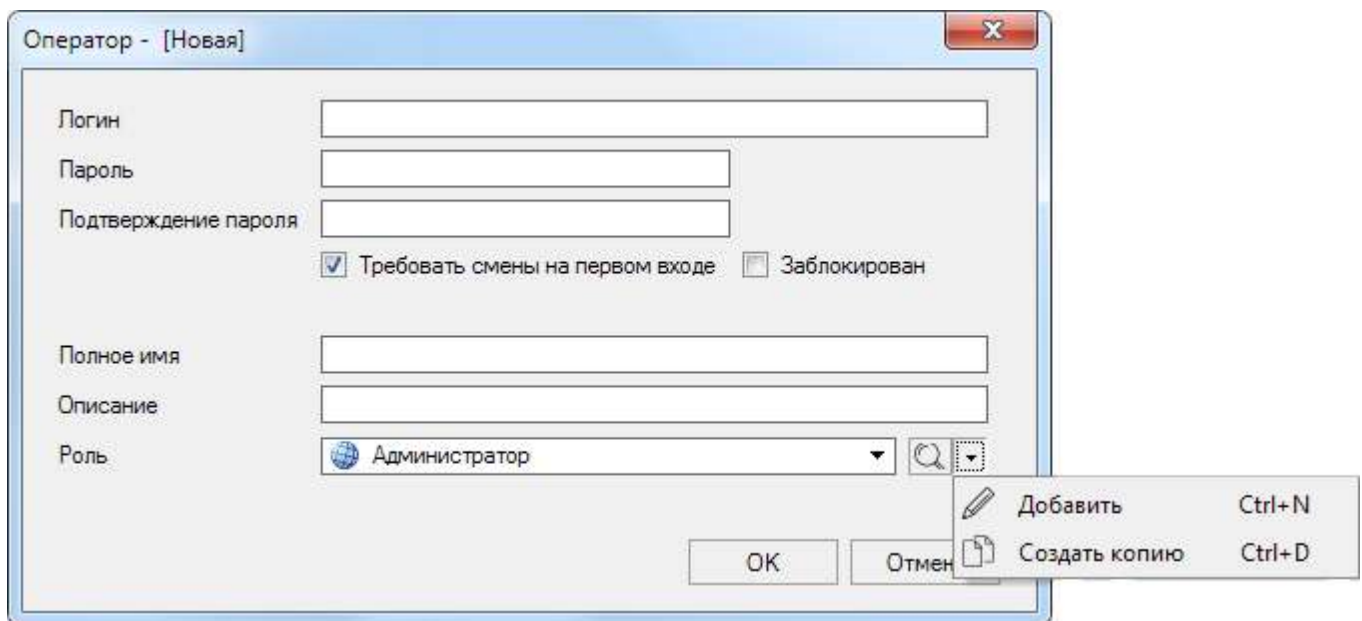 Оператор - [Новая]
Логин
Пароль
Подтверждение пароля
Требовать смены на первом входе Заблокирован
Полное имя
Описание
Роль Администратор
Добавить Ctrl+N
OK Отмен
Создать копию Ctrl+D